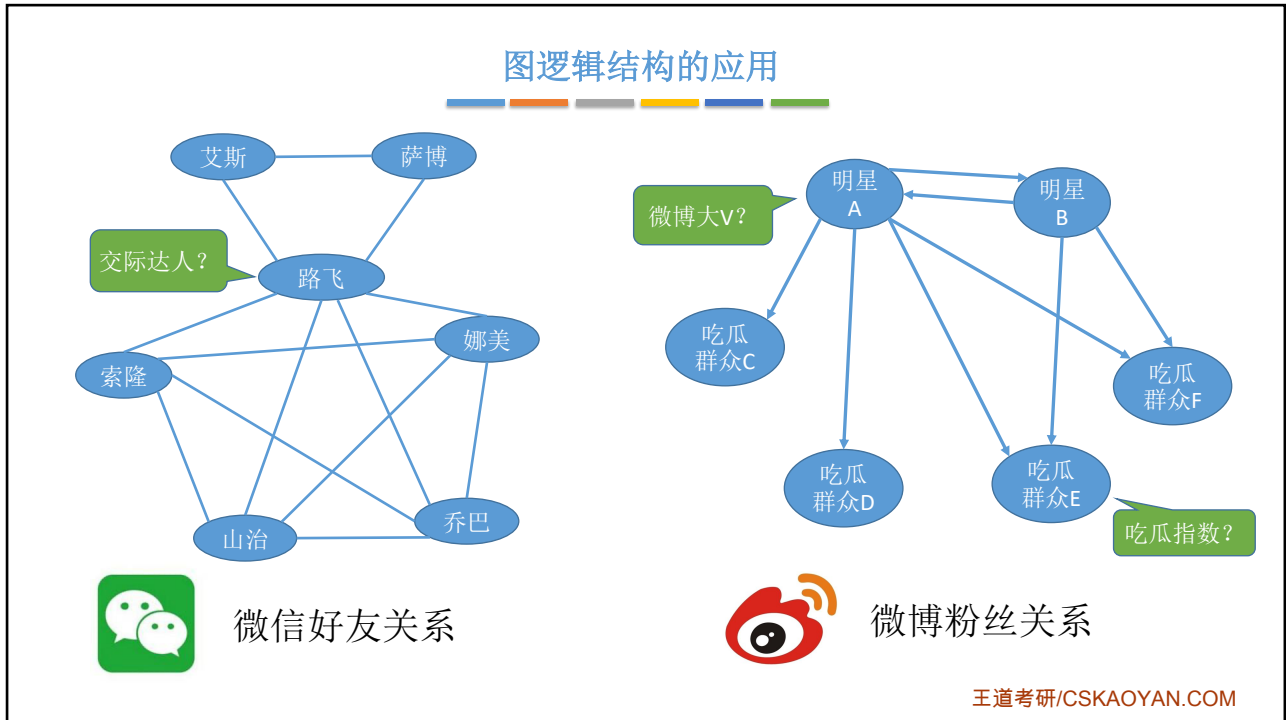 图逻辑结构的应用
艾斯
萨博
交际达人?
路飞
娜美
索隆
山治
乔巴
微信好友关系
明星
A
明星
B
微博大V?
吃瓜
群众C
吃瓜
群众F
吃瓜
群众D
吃瓜
群众E
吃瓜指数?
微博粉丝关系
王道考研/CSKAOYAN.COM